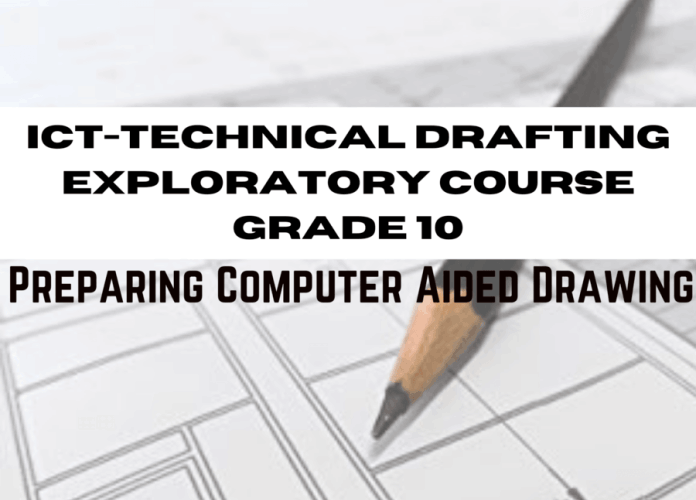 ICT-TECHNICAL DRAFTING
EXPLORATORY COURSE
GRADE 10
PREPARING COMPUTER AIDED DRAWING